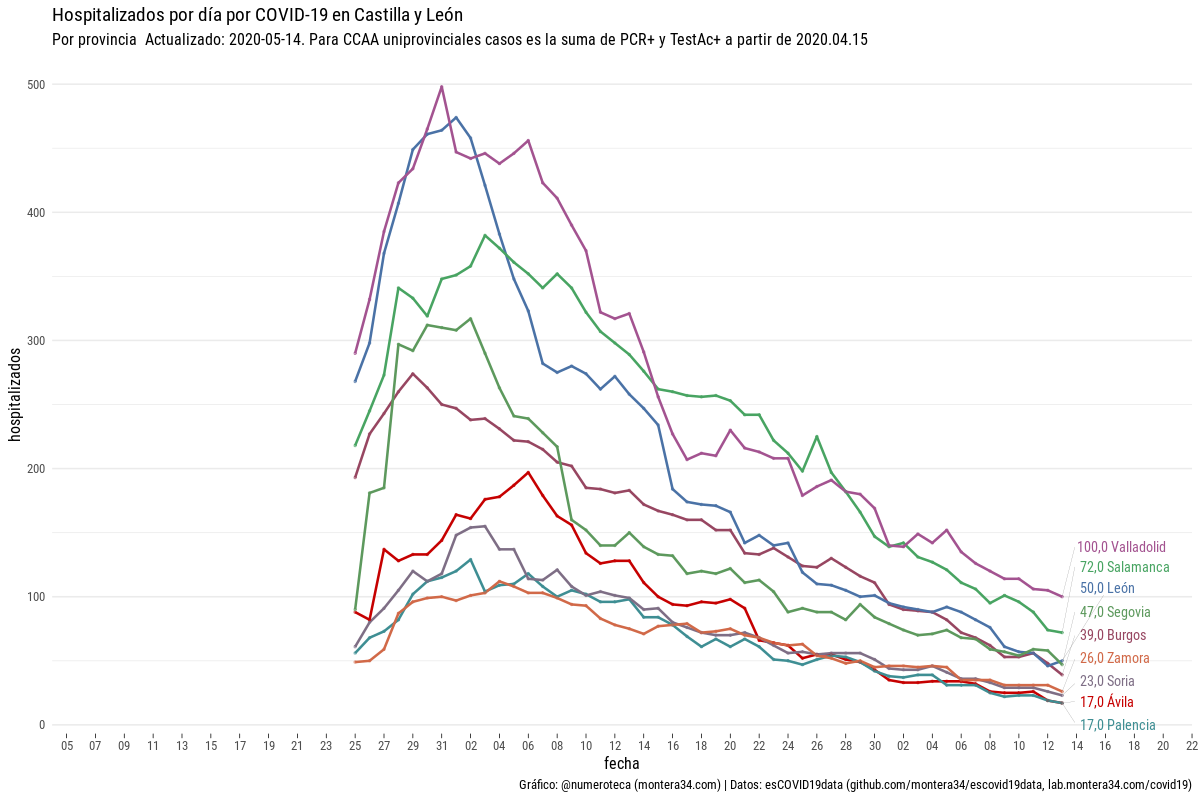 Hospitalizados por día por COVID-19 en Castilla y León
Por provincia  Actualizado: 2020-05-14. Para CCAA uniprovinciales casos es la suma de PCR+ y TestAc+ a partir de 2020.04.15
hospitalizados
500
400
300
200
100
0
100,0 Valladolid
72,0 Salamanca
50,0 León
47,0 Segovia
39,0 Burgos
26,0 Zamora
23,0 Soria
17,0 Ávila
17,0 Palencia
05 07 09 11 13 15 17 19 21 23 25 27 29 31 02 04 06 08 10 12 14 16 18 20 22 24 26 28 30 02 04 06 08 10 12 14 16 18 20 22
fecha
Gráfico: @numeroteca (montera34.com) | Datos: esCOVID19data (github.com/montera34/escovid19data, lab.montera34.com/covid19)